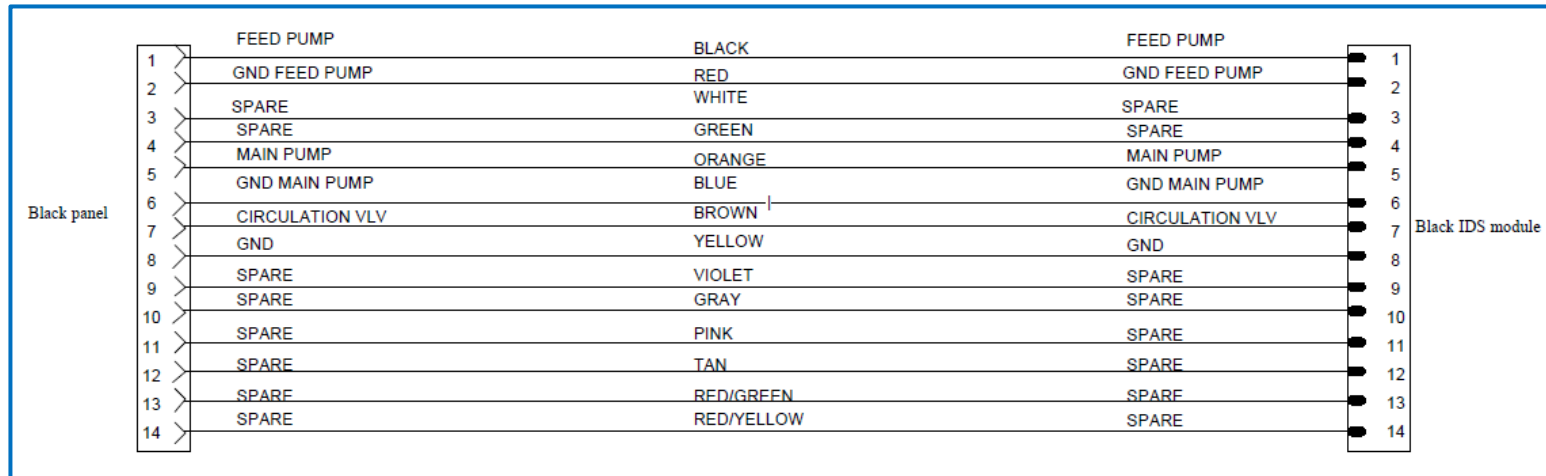 FEED PUMP BLACK FEED PUMP
1 1
GND FEED PUMP RED GND FEED PUMP
2 2
SPARE WHITE SPARE
3 3
SPARE GREEN SPARE
4 4
MAIN PUMP ORANGE MAIN PUMP
5 5
GND MAIN PUMP BLUE GND MAIN PUMP
6 6
Black panel CIRCULATION VLV BROWN CIRCULATION VLV Black IDS module
7 7
GND YELLOW GND
8 8
SPARE VIOLET SPARE
9 9
SPARE GRAY SPARE
10 10
SPARE PINK SPARE
11 11
SPARE TAN SPARE
12 12
SPARE RED/GREEN SPARE
13 13
SPARE RED/YELLOW SPARE
14 14